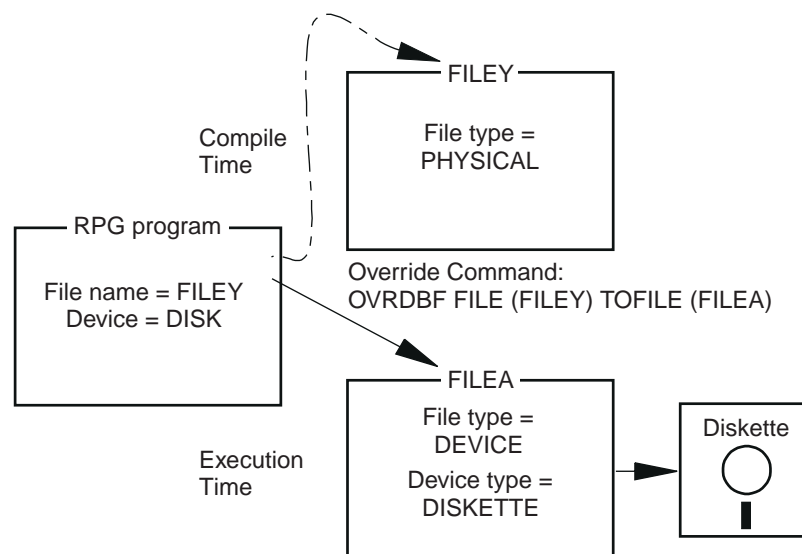 FILEY
File type =
PHYSICAL
Compile
Time
RPG program
File name = FILEY
Device = DISK
Override Command:
OVRDBF FILE (FILEY) TOFILE (FILEA)
FILEA
File type =
DEVICE
Device type =
DISKETTE
Execution
Time
Diskette